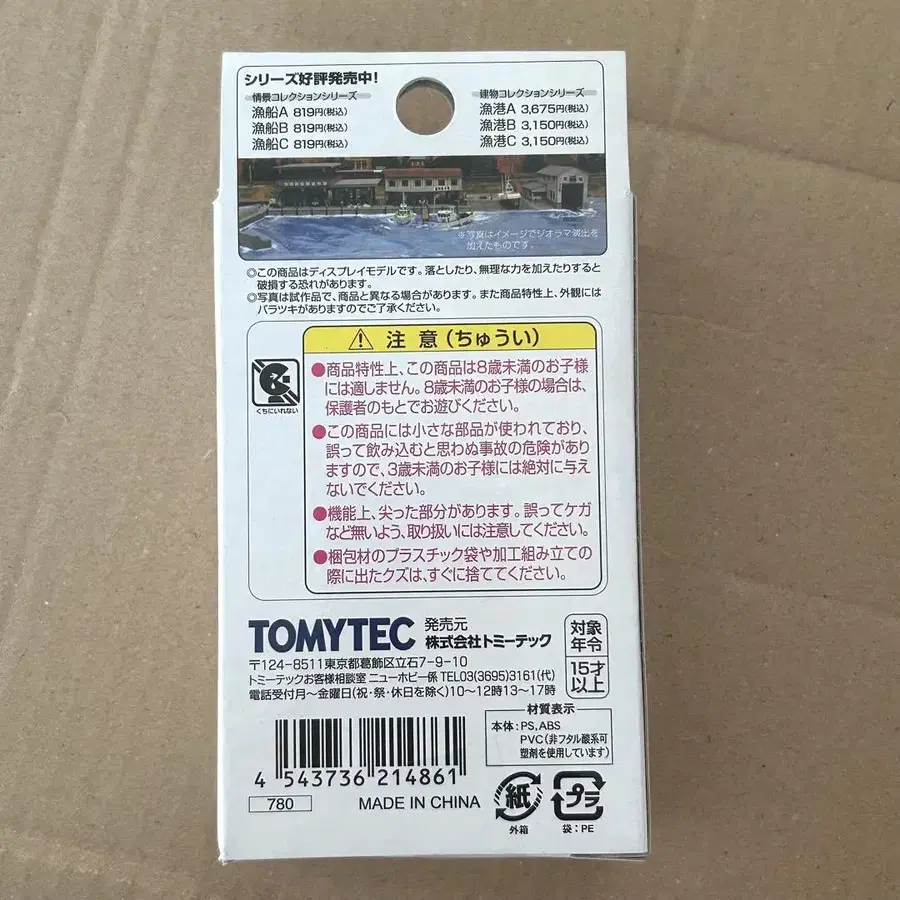 シリーズ好評発売中!
情景コレクションシリーズ
漁船A 819円(税込)
漁船B 819円(税込)
漁船C 819円(税込)
建物コレクションシリーズ
漁港A 3,675円(税込)
漁港B 3,150円(税込)
漁港C 3,150円(税込)
※写真はイメージでジオラマ演出を
加えたものです。
◎この商品はディスプレイモデルです。落としたり、無理な力を加えたりすると
破損する恐れがあります。
◎写真は試作品で、商品と異なる場合があります。また商品特性上、外観には
バラツキがありますのでご了承ください。
くちにいれない
注意(ちゅうい)
●商品特性上、この商品は8歳未満のお子様
には適しません。8歳未満のお子様の場合は、
保護者のもとでお遊びください。
●この商品には小さな部品が使われており、
誤って飲み込むと思わぬ事故の危険があり
ますので、3歳未満のお子様には絶対に与え
ないでください。
●機能上、尖った部分があります。誤ってケガ
など無いよう、取り扱いには注意してください。
●梱包材のプラスチック袋や加工組み立ての
際に出たクズは、すぐに捨ててください。
TOMYTEC 発売元
株式会社トミーテック
〒124-8511東京都葛飾区立石7-9-10
トミーテックお客様相談室 ニューホビー係 TEL03(3695)3161(代)
電話受付月〜金曜日(祝・祭・休日を除く)10〜12時13〜17時
対象
年令
15才
以上
材質表示
本体:PS,ABS
PVC(非フタル酸系可
塑剤を使用しています)
4 543736 214861
780
MADE IN CHINA
紙
外箱
プラ
袋:PE